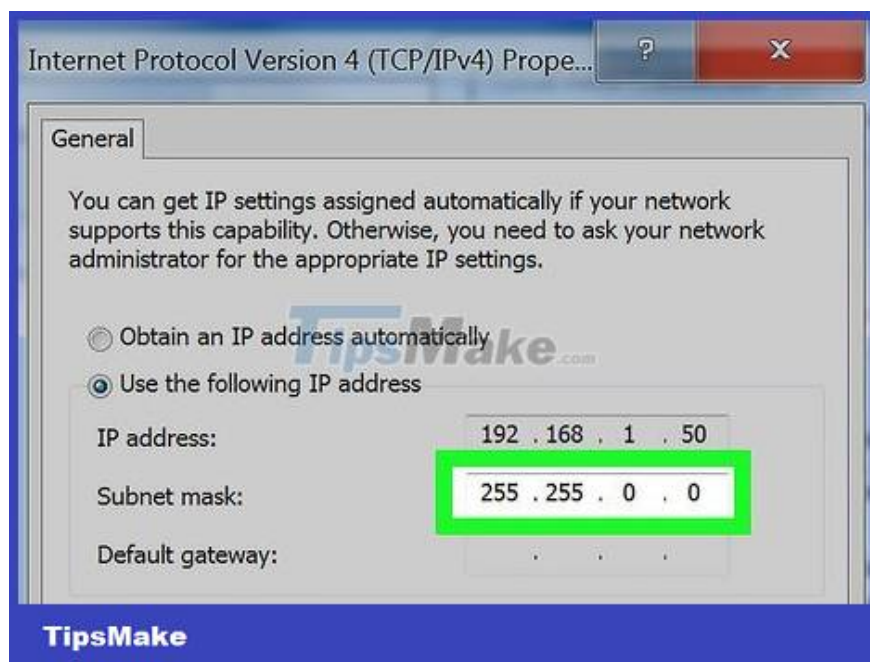 Internet Protocol Version 4 (TCP/IPv4) Prope...
?
X
General
You can get IP settings assigned automatically if your network
supports this capability. Otherwise, you need to ask your network
administrator for the appropriate IP settings.
Obtain an IP address automatically
TipsMake.com
Use the following IP address
IP address: 192 . 168 . 1 . 50
Subnet mask: 255 . 255 . 0 . 0
Default gateway: . . .
TipsMake